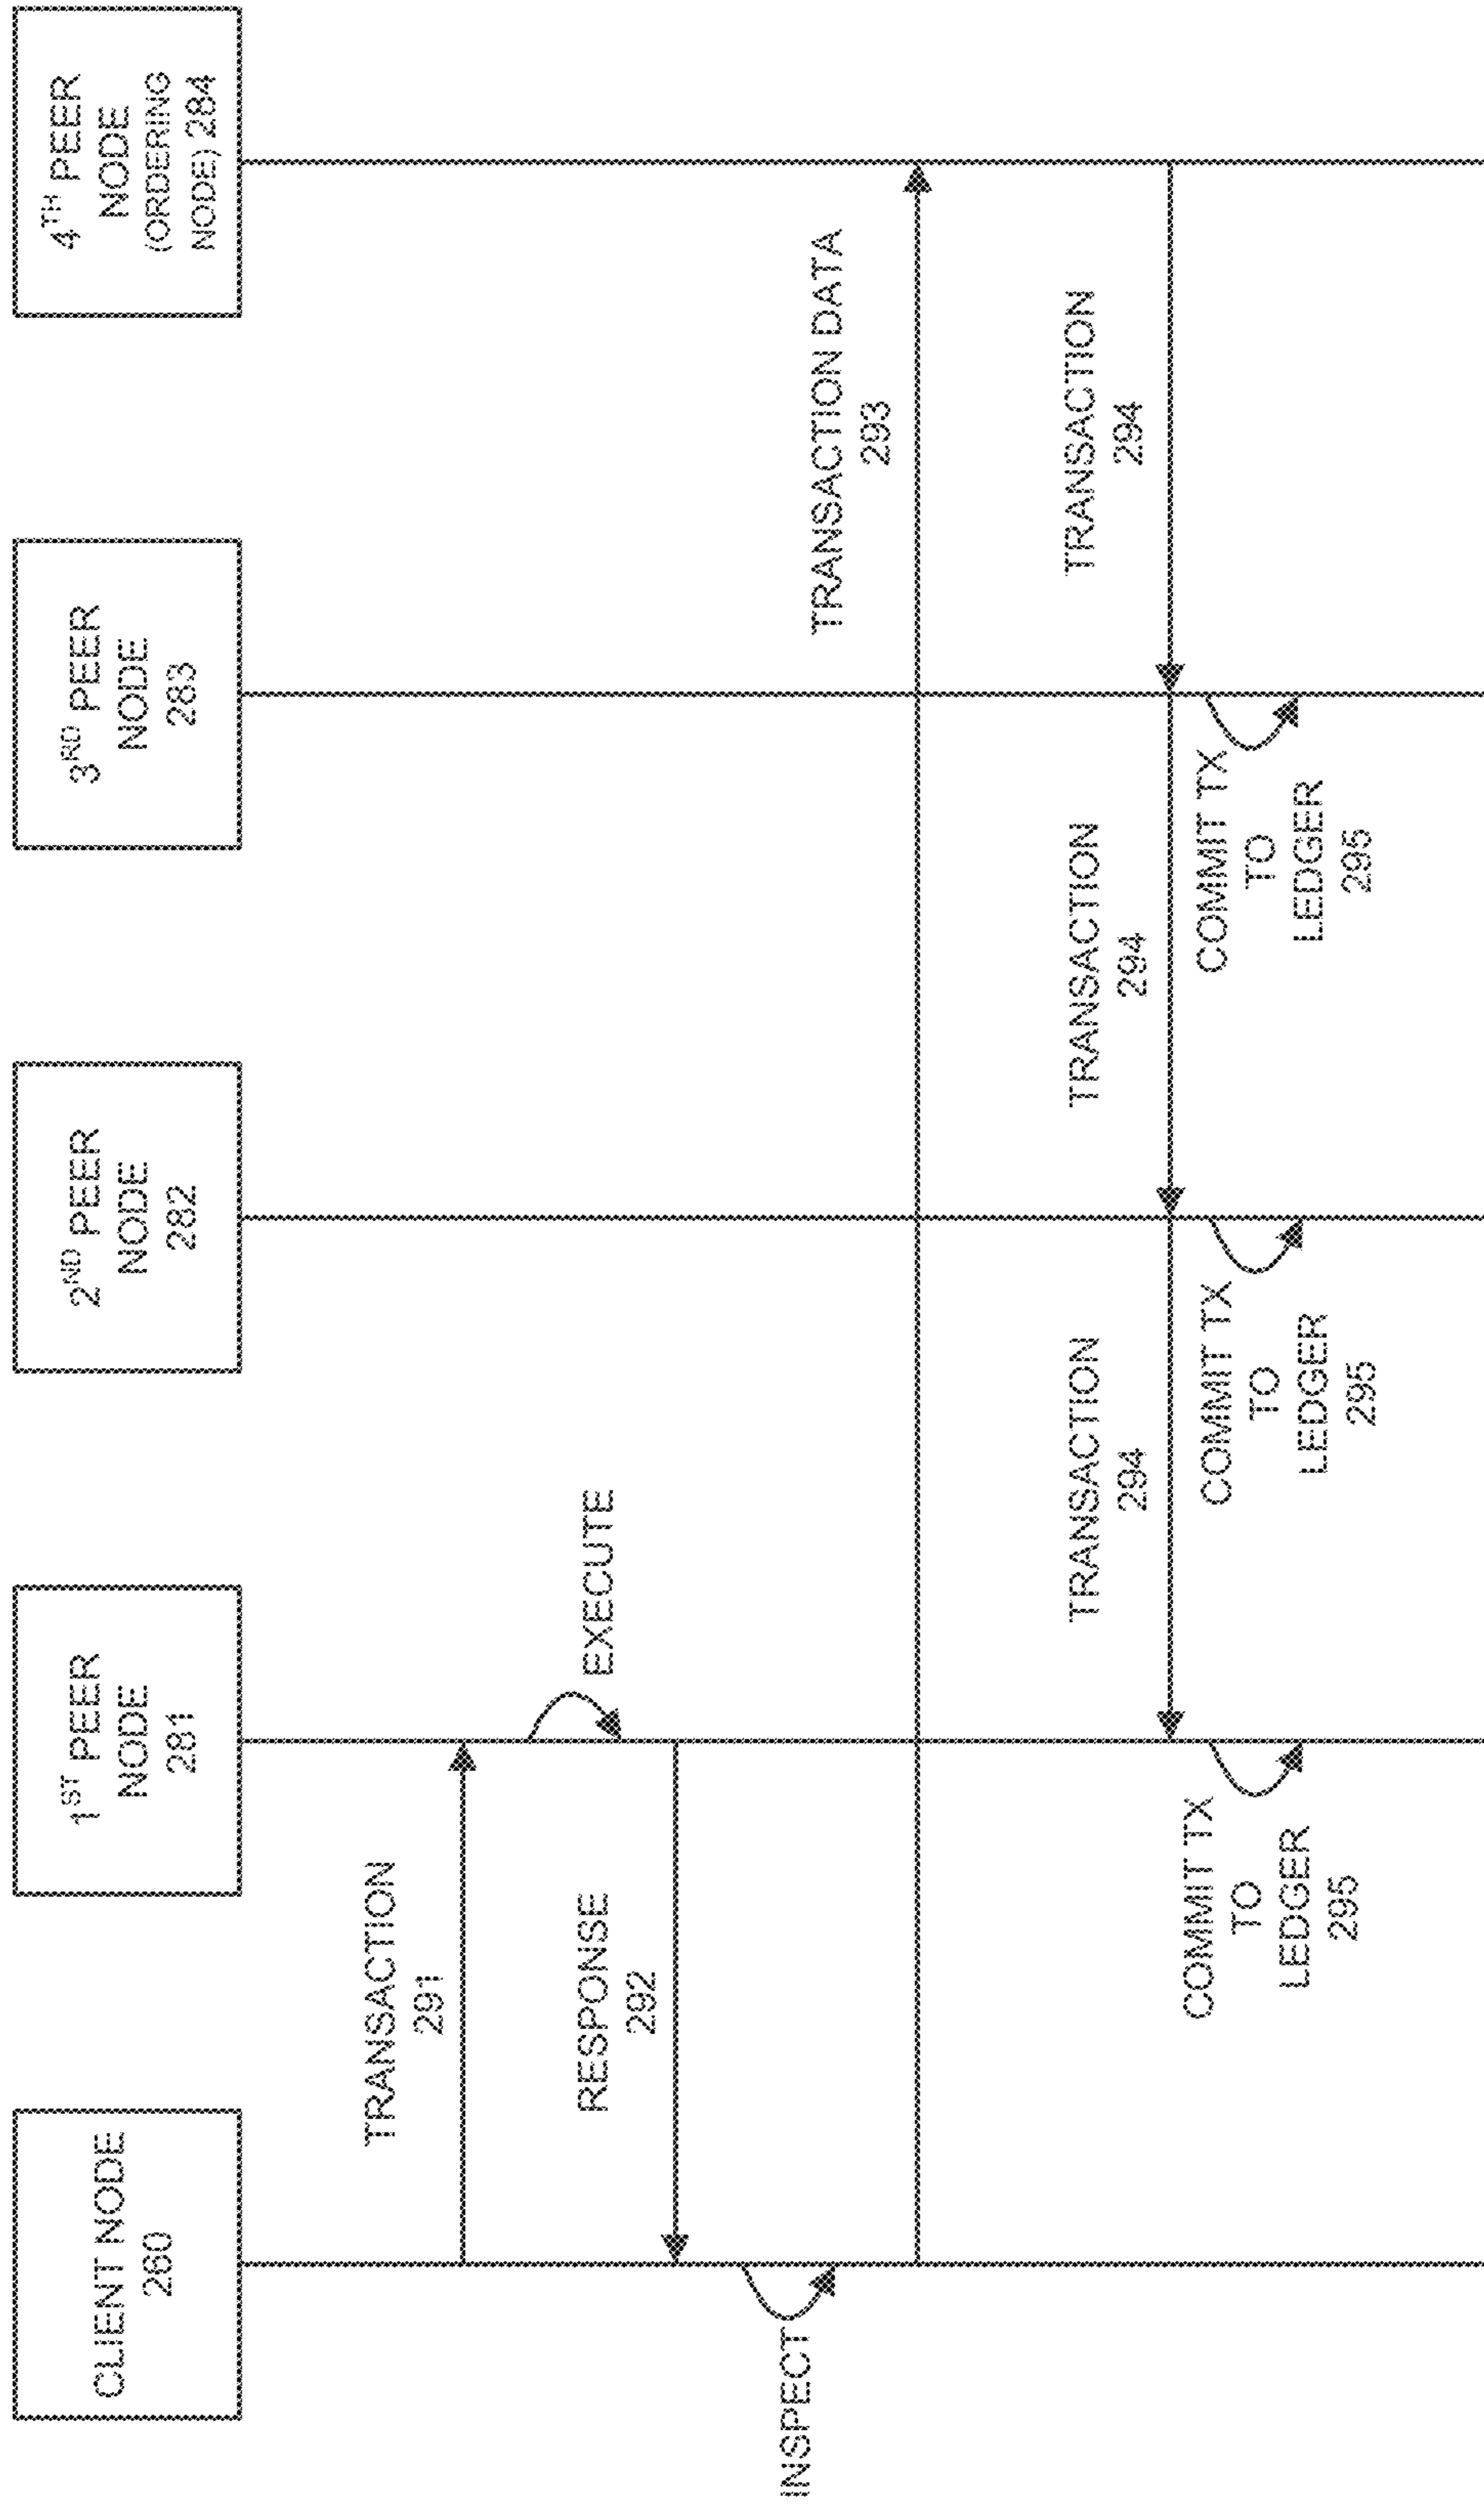 CLIENT NODE
260
1ST PEER
NODE
281
2ND PEER
NODE
282
3RD PEER
NODE
283
4TH PEER
NODE
(ORDERING
NODE) 284
TRANSACTION
291
EXECUTE
RESPONSE
292
INSPECT
TRANSACTION DATA
293
TRANSACTION
294
TRANSACTION
294
TRANSACTION
294
COMMIT TX
TO
LEDGER
295
COMMIT TX
TO
LEDGER
295
COMMIT TX
TO
LEDGER
295